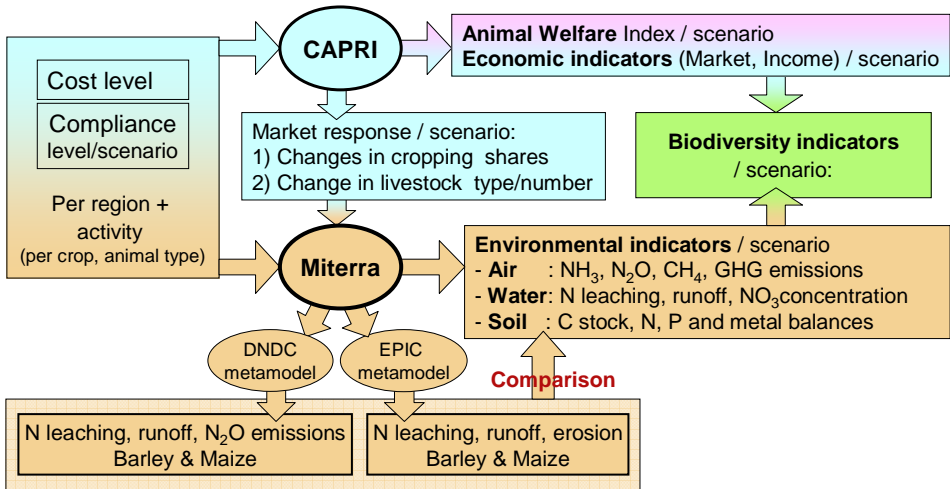 Cost level
Compliance
level/scenario
Per region +
activity
(per crop, animal type)
CAPRI
Animal Welfare Index / scenario
Economic indicators (Market, Income) / scenario
Market response / scenario:
1) Changes in cropping shares
2) Change in livestock type/number
Biodiversity indicators
/ scenario:
Miterra
Environmental indicators / scenario
- Air : NH₃, N₂O, CH₄, GHG emissions
- Water: N leaching, runoff, NO₃concentration
- Soil : C stock, N, P and metal balances
DNDC
metamodel
EPIC
metamodel
Comparison
N leaching, runoff, N₂O emissions
Barley & Maize
N leaching, runoff, erosion
Barley & Maize